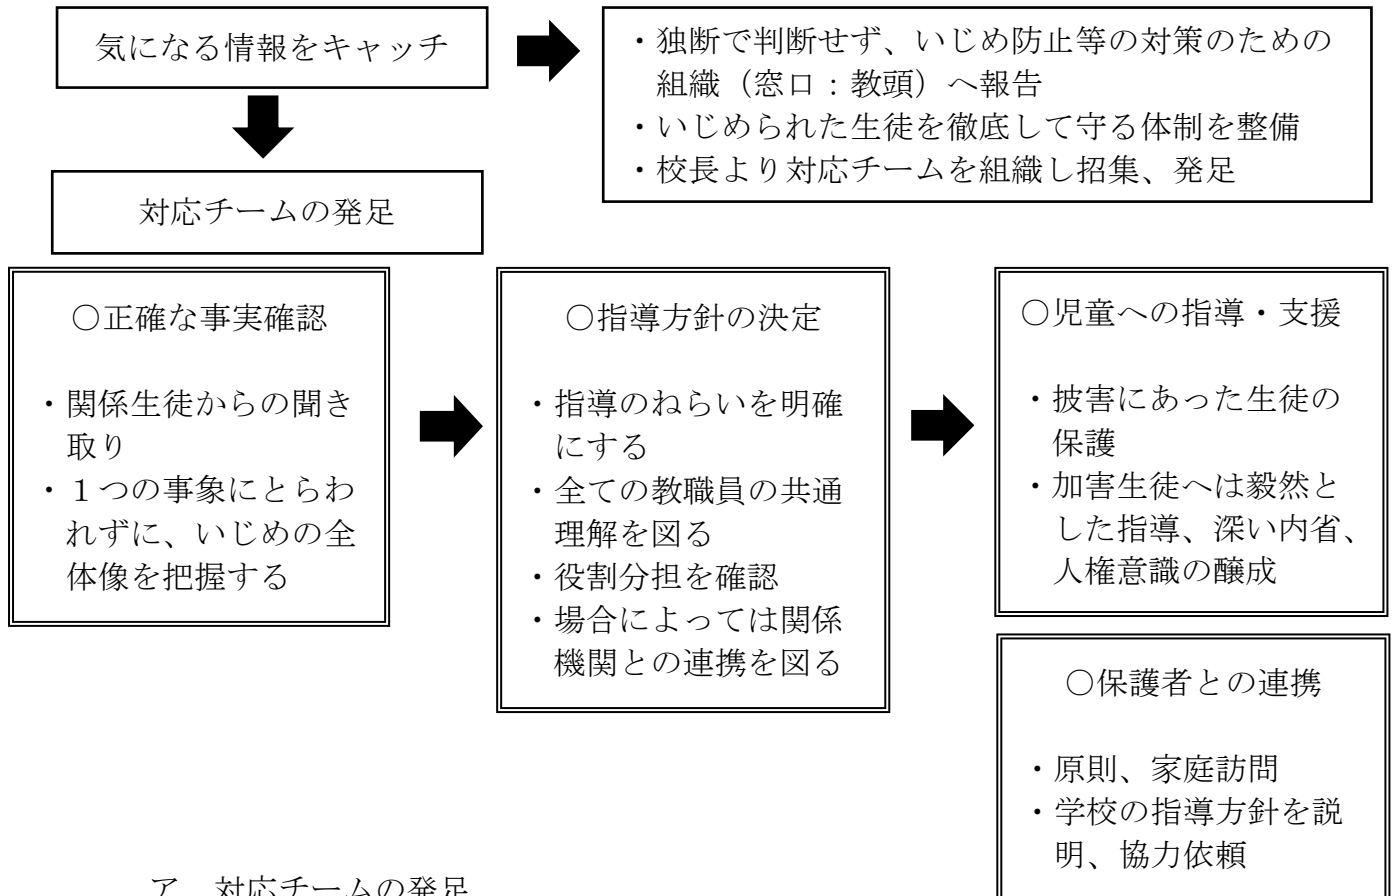 気になる情報をキャッチ
・独断で判断せず、いじめ防止等の対策のための
組織（窓口：教頭）へ報告
・いじめられた生徒を徹底して守る体制を整備
・校長より対応チームを組織し招集、発足
対応チームの発足
○正確な事実確認
・関係生徒からの聞き
取り
・１つの事象にとらわ
れずに、いじめの全
体像を把握する
○指導方針の決定
・指導のねらいを明確
にする
・全ての教職員の共通
理解を図る
・役割分担を確認
・場合によっては関係
機関との連携を図る
○児童への指導・支援
・披害にあった生徒の
保護
・加害生徒へは毅然と
した指導、深い内省、
人権意識の醸成
○保護者との連携
・原則、家庭訪問
・学校の指導方針を説
明、協力依頼
ア　対応チームの発足